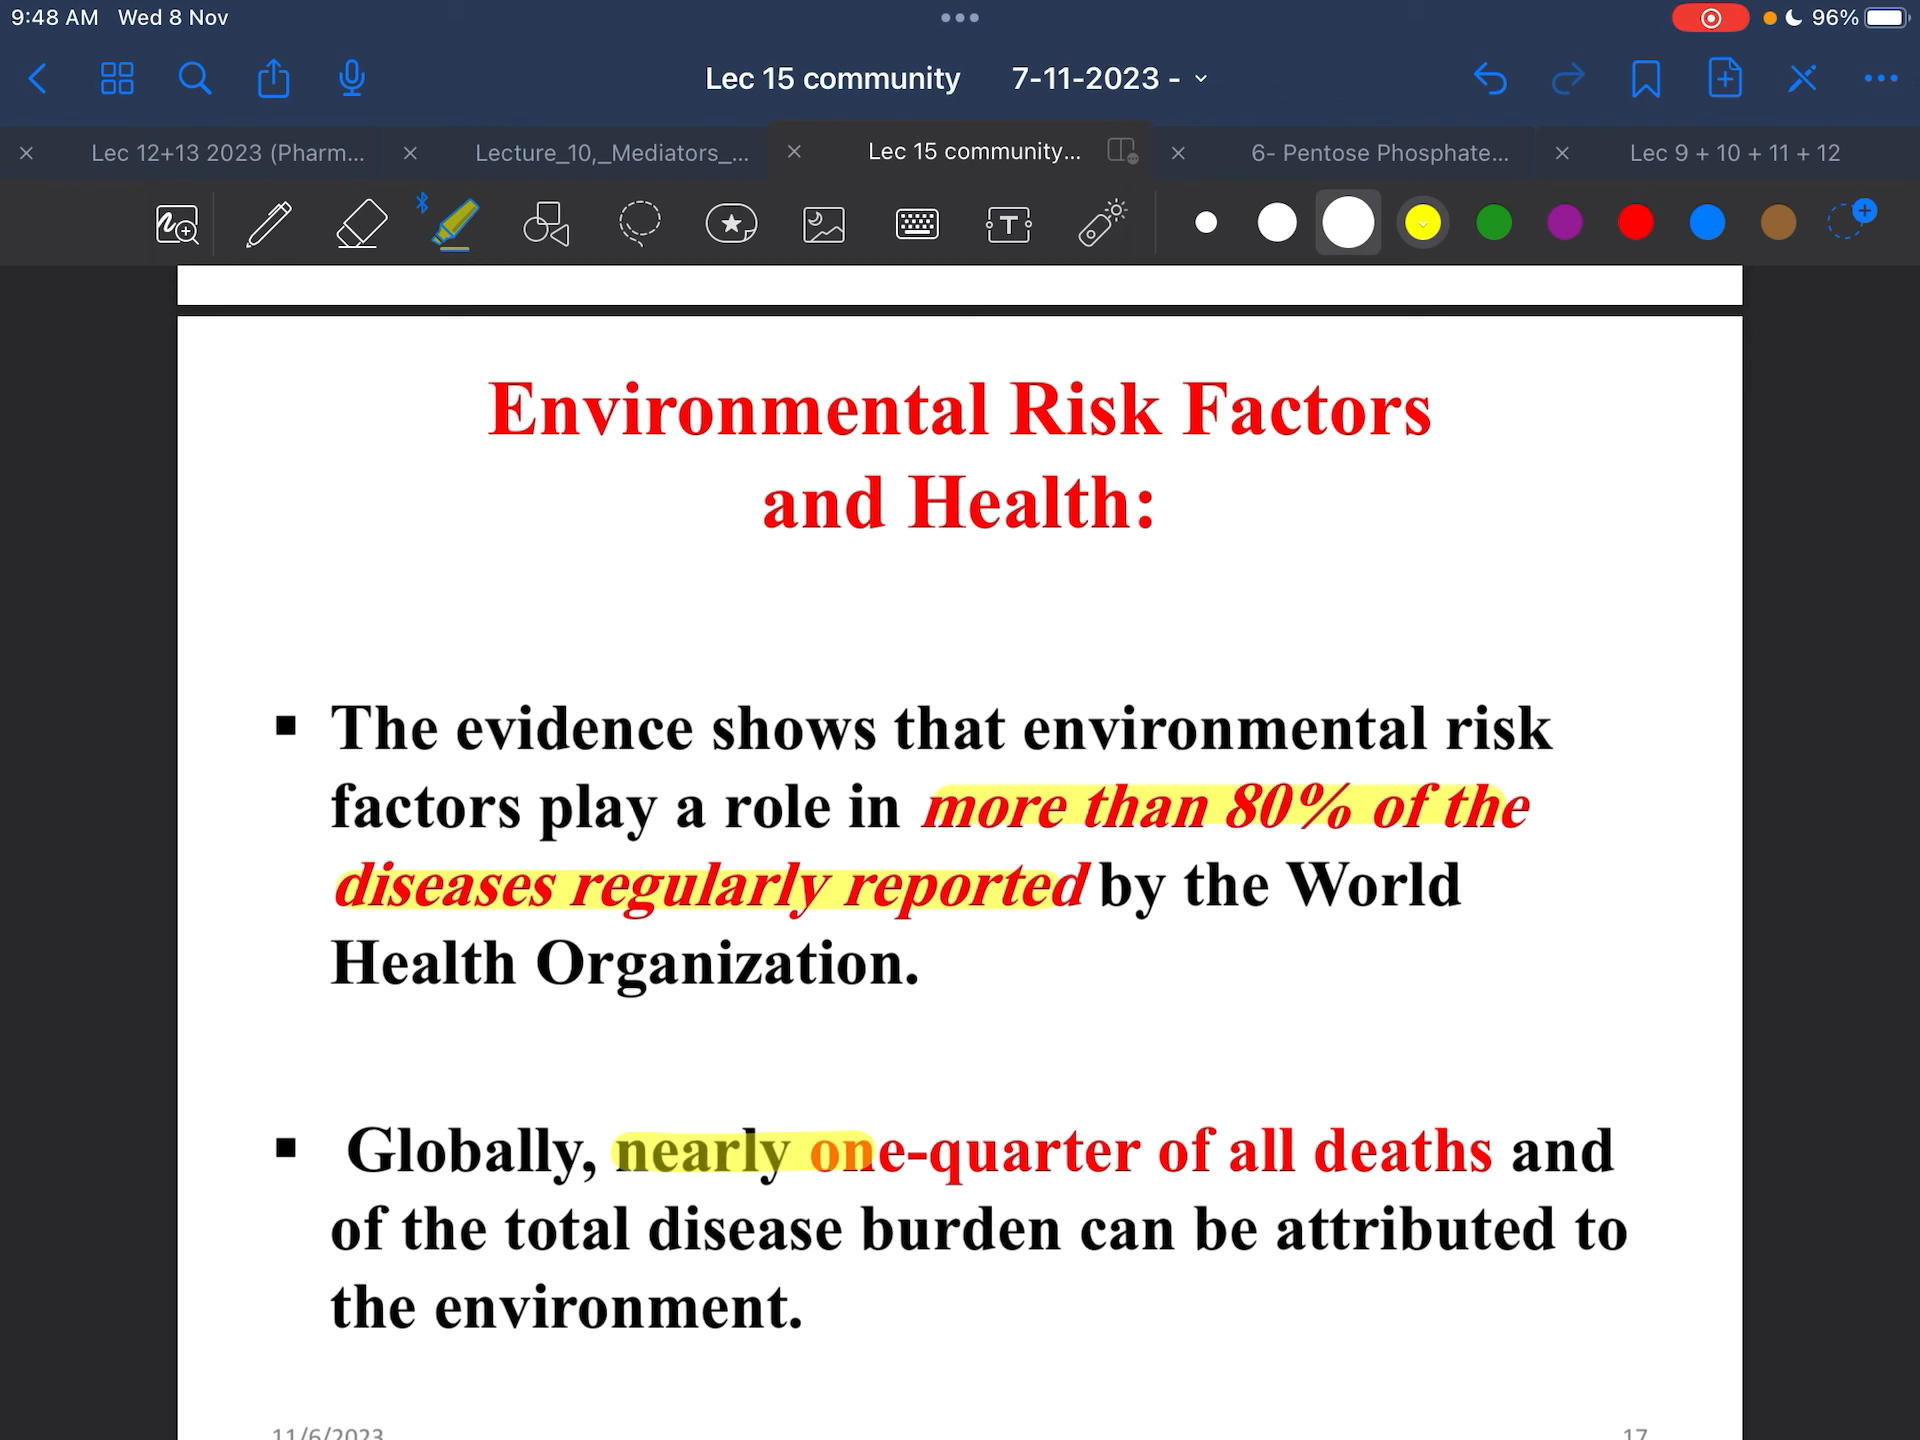 9:48 AM Wed 8 Nov
96%
Lec 15 community 7-11-2023 -
Lec 12+13 2023 (Pharm...
Lecture_10,_Mediators_...
Lec 15 community...
6- Pentose Phosphate...
Lec 9 + 10 + 11 + 12
T
Environmental Risk Factors
and Health:
▪ The evidence shows that environmental risk
factors play a role in more than 80% of the
diseases regularly reported by the World
Health Organization.
▪ Globally, nearly one-quarter of all deaths and
of the total disease burden can be attributed to
the environment.
11/6/2023
17